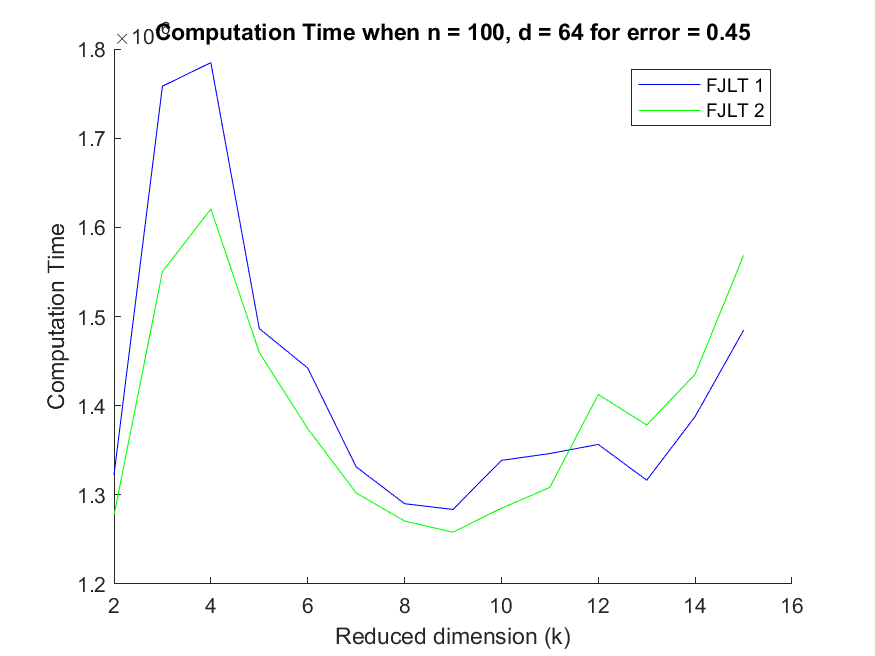 Computation Time when n = 100, d = 64 for error = 0.45
×10
1.8
1.7
1.6
1.5
1.4
1.3
1.2
Computation Time
FJLT 1
FJLT 2
2 4 6 8 10 12 14 16
Reduced dimension (k)